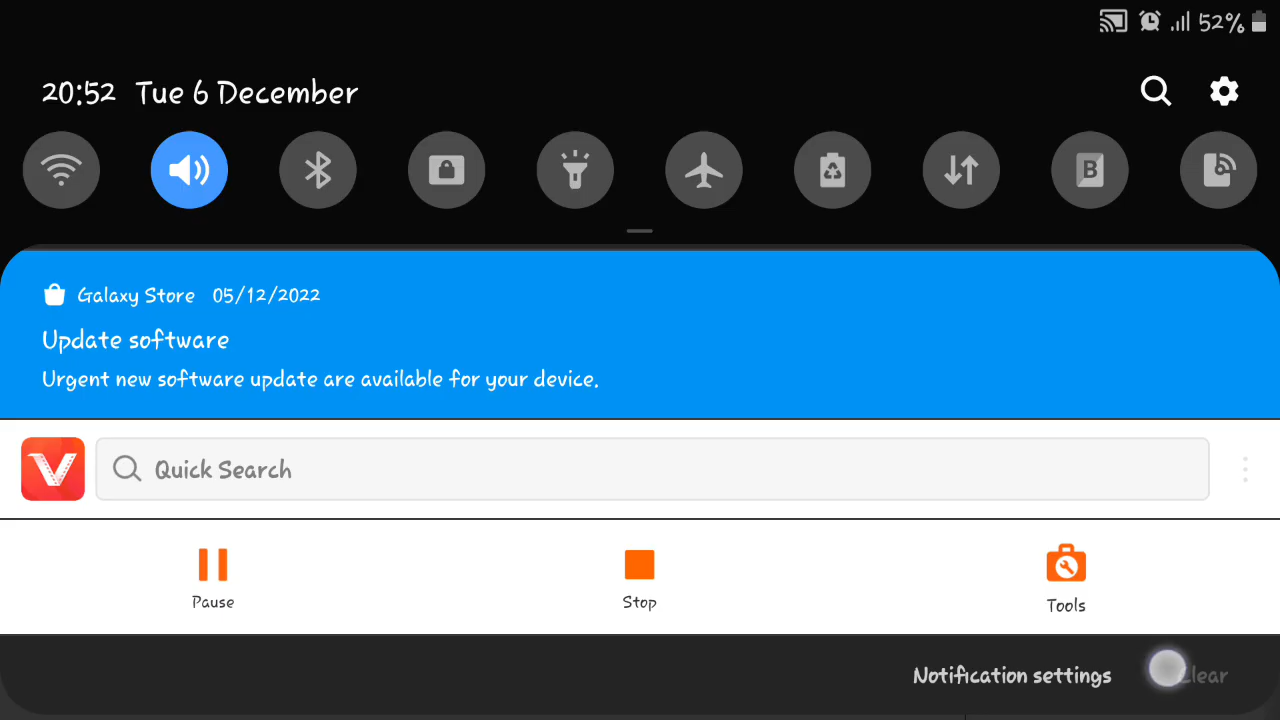 52%
20:52 Tue 6 December
B
Galaxy Store 05/12/2022
Update software
Urgent new software update are available for your device.
V
Quick Search
Pause Stop Tools
Notification settings Clear